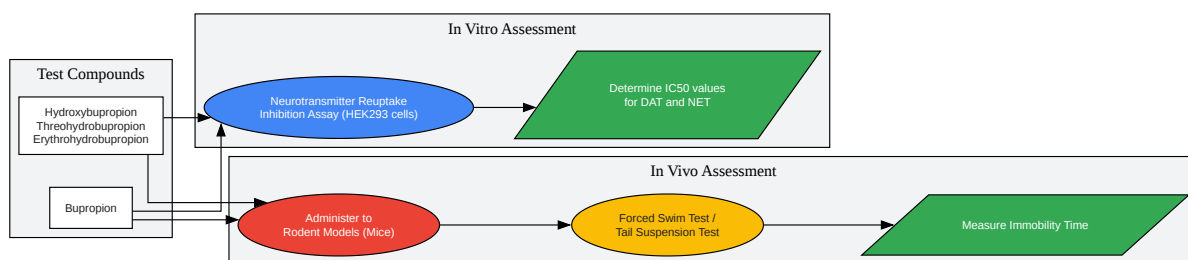 In Vitro Assessment
Test Compounds
Hydroxybupropion
Threohydrobupropion
Erythrohydrobupropion
Neurotransmitter Reuptake
Inhibition Assay (HEK293 cells)
Determine IC50 values
for DAT and NET
In Vivo Assessment
Bupropion
Administer to
Rodent Models (Mice)
Forced Swim Test /
Tail Suspension Test
Measure Immobility Time